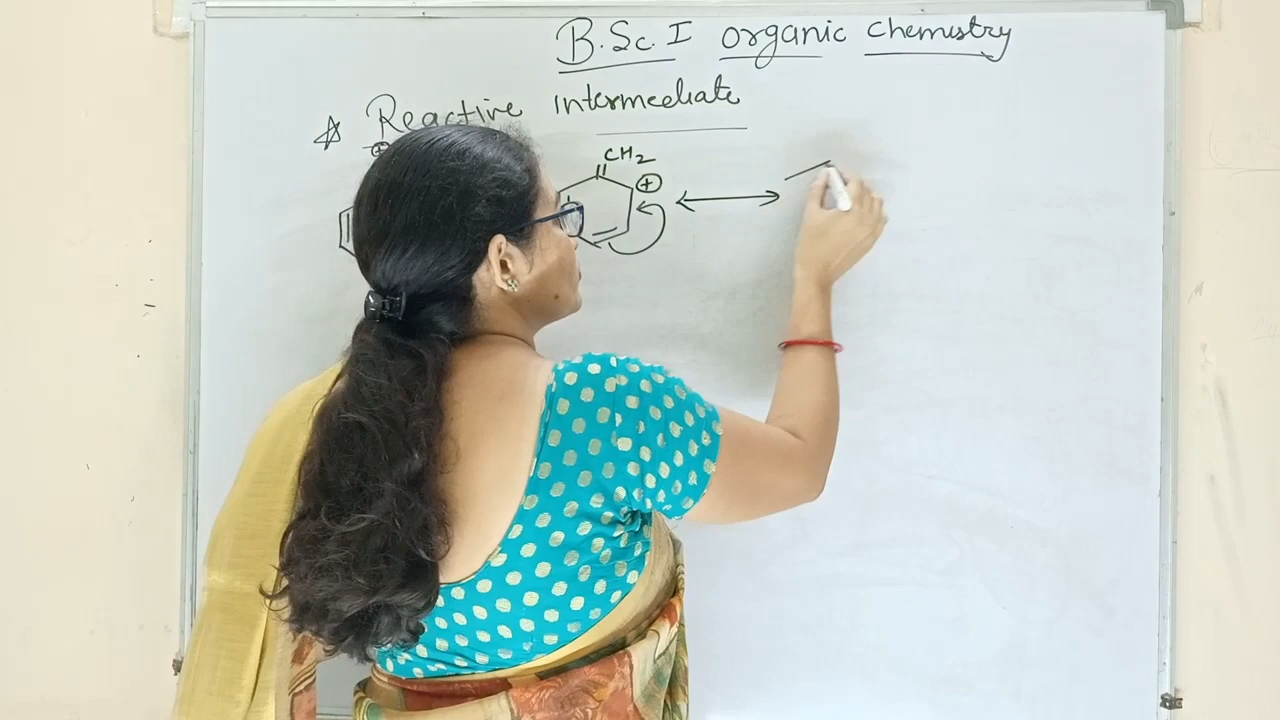 B.Sc. I organic chemistry
☆ Reactive intermediate
⊕ CH₂
⊕